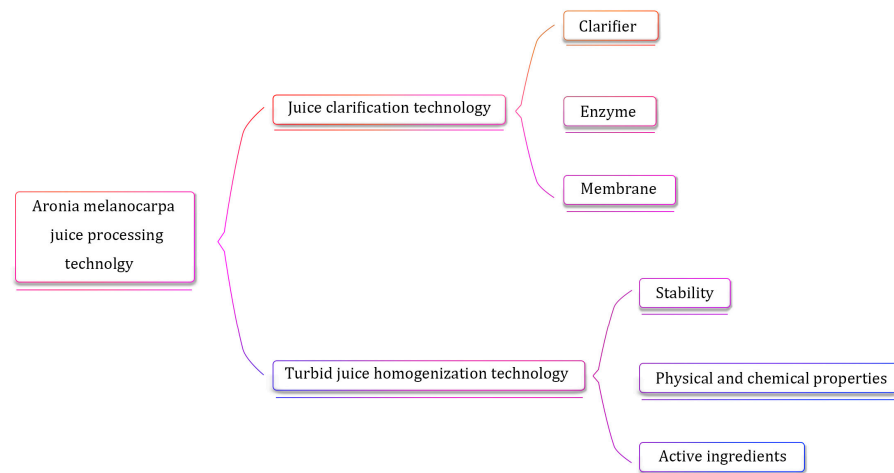 Aronia melanocarpa
juice processing
technolgy
Juice clarification technology
Clarifier
Enzyme
Membrane
Turbid juice homogenization technology
Stability
Physical and chemical properties
Active ingredients